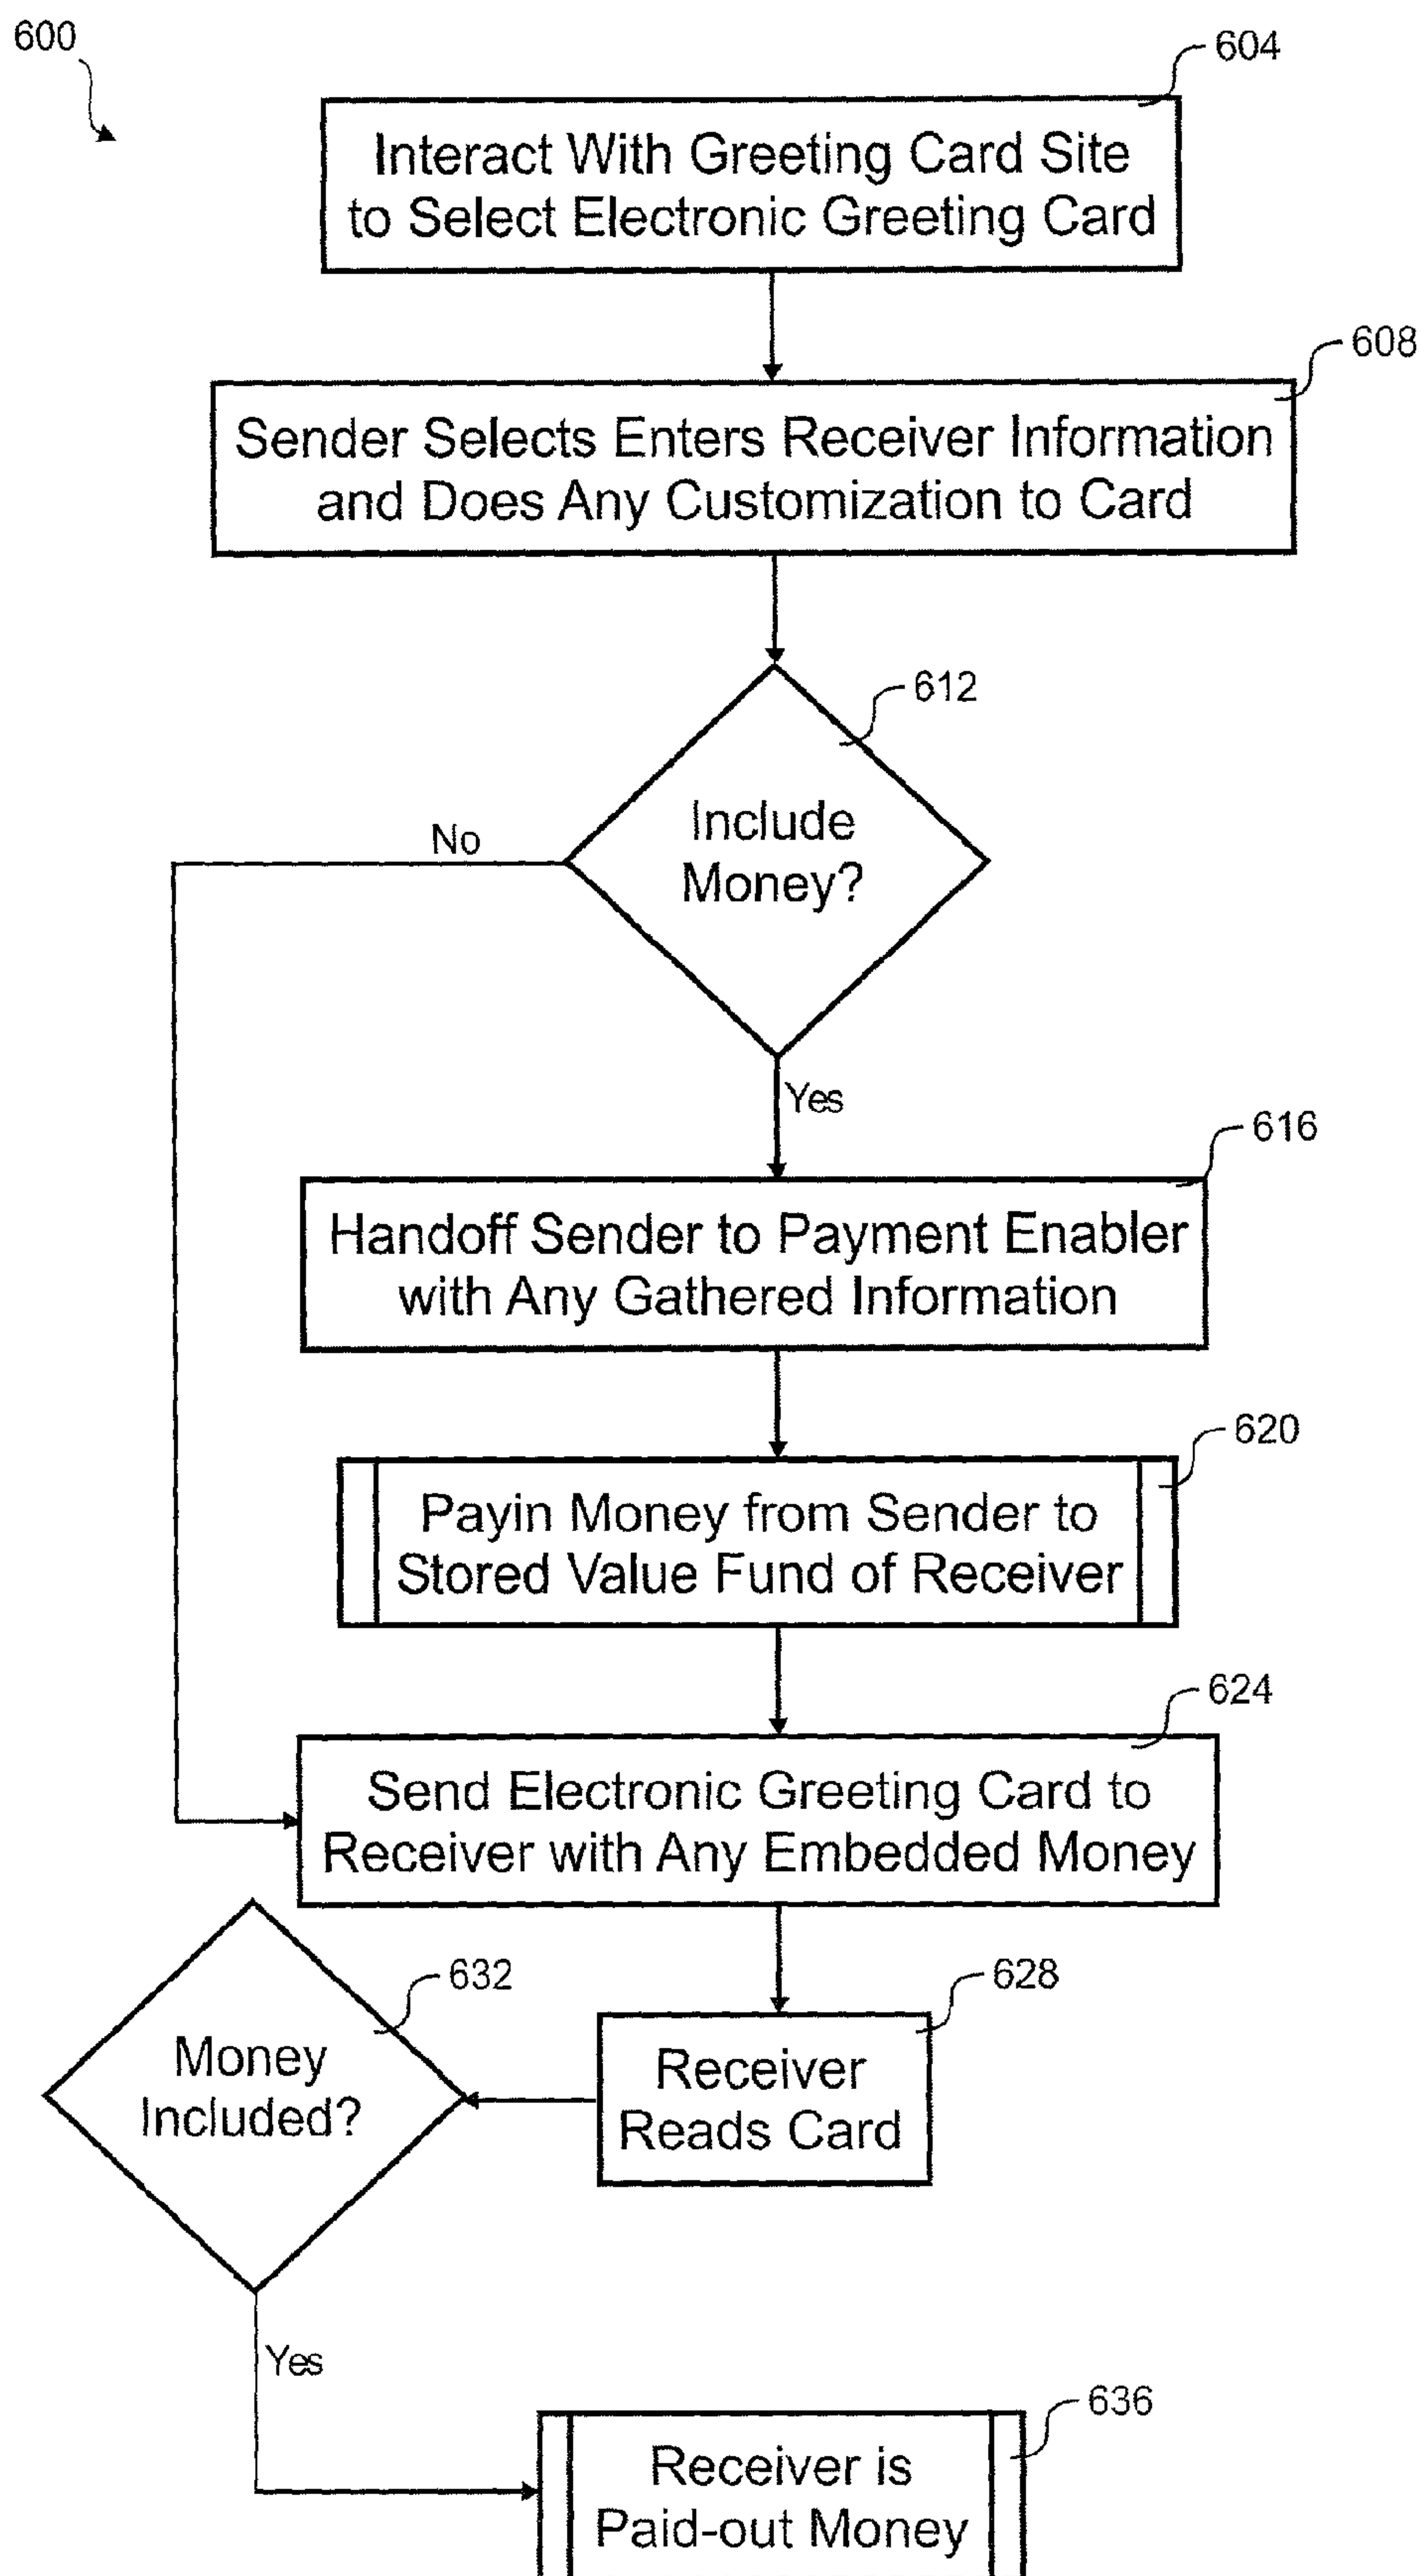 600
604
Interact With Greeting Card Site
to Select Electronic Greeting Card
608
Sender Selects Enters Receiver Information
and Does Any Customization to Card
612
Include
Money?
No
Yes
616
Handoff Sender to Payment Enabler
with Any Gathered Information
620
Payin Money from Sender to
Stored Value Fund of Receiver
624
Send Electronic Greeting Card to
Receiver with Any Embedded Money
632
Money
Included?
628
Receiver
Reads Card
Yes
636
Receiver is
Paid-out Money